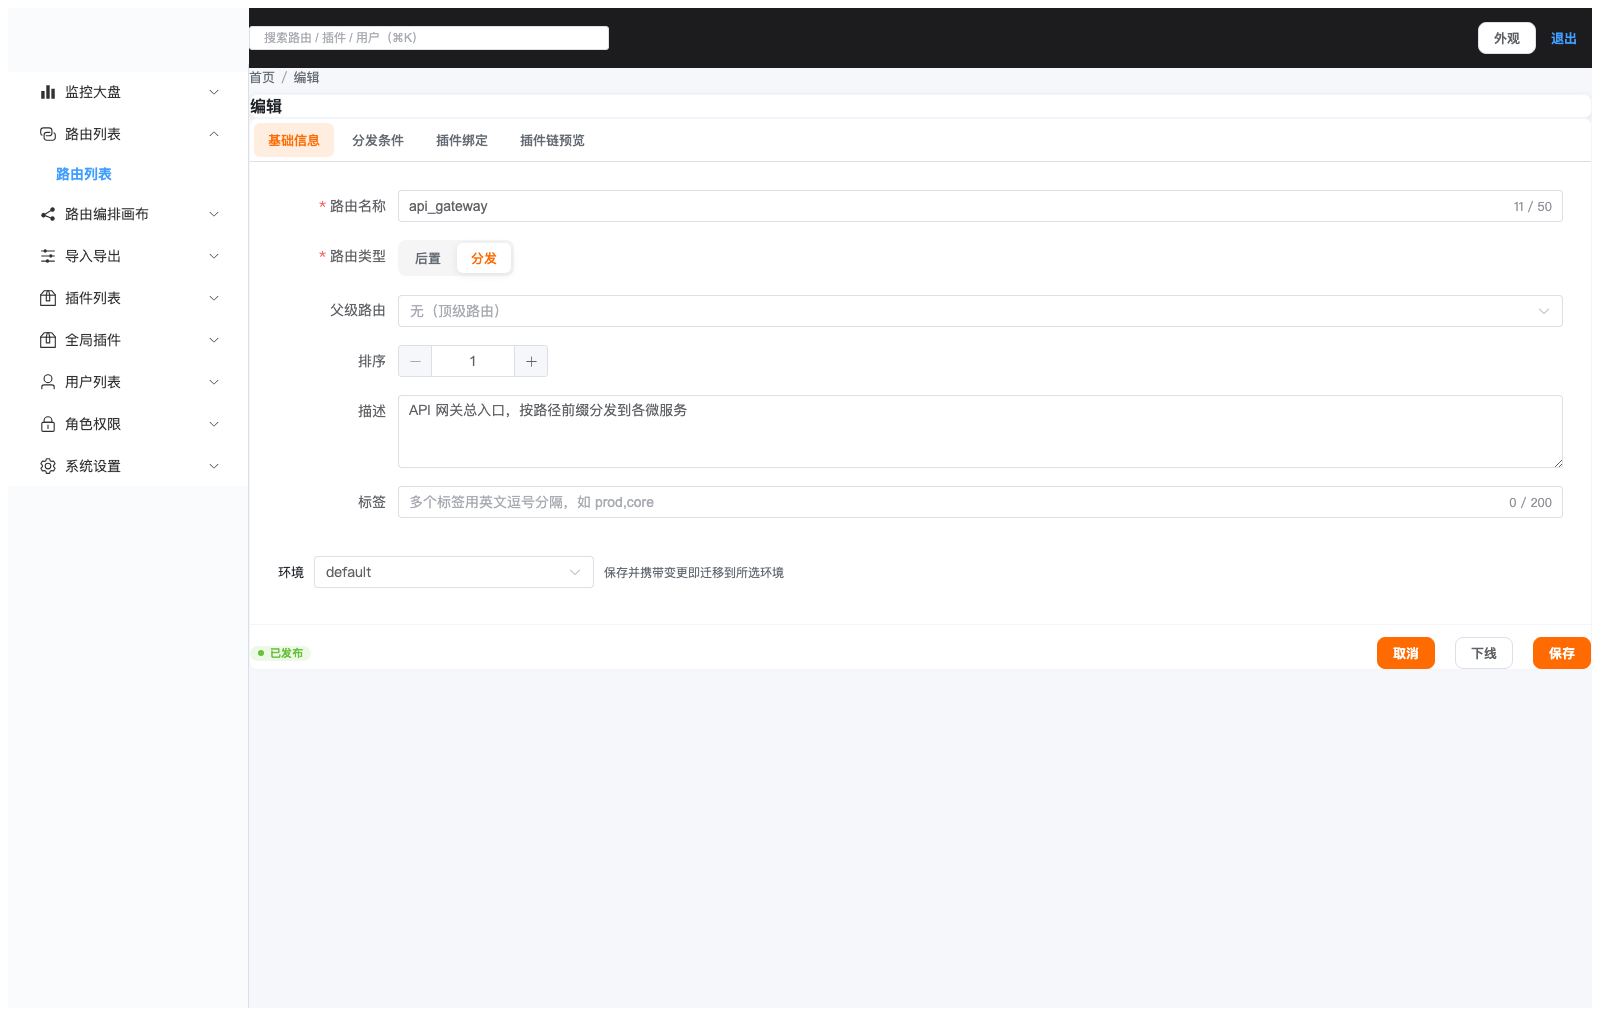 搜索路由 / 插件 / 用户（⌘K）
外观
退出
监控大盘
路由列表
路由列表
路由编排画布
导入导出
插件列表
全局插件
用户列表
角色权限
系统设置
首页 / 编辑
编辑
基础信息 分发条件 插件绑定 插件链预览
* 路由名称 api_gateway 11 / 50
* 路由类型 后置 分发
父级路由 无（顶级路由）
排序 1
描述 API 网关总入口，按路径前缀分发到各微服务
标签 多个标签用英文逗号分隔，如 prod,core 0 / 200
环境 default 保存并携带变更即迁移到所选环境
已发布 取消 下线 保存